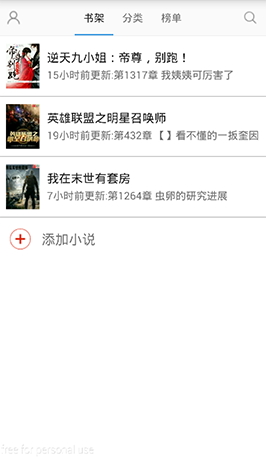 书架 分类 榜单
逆天九小姐：帝尊，别跑！
15小时前更新:第1317章 我姨姨可厉害了
英雄联盟之明星召唤师
19小时前更新:第432章 【】看不懂的一扳蛮因
我在末世有套房
7小时前更新:第1264章 虫卵的研究进展
添加小说
free for personal use